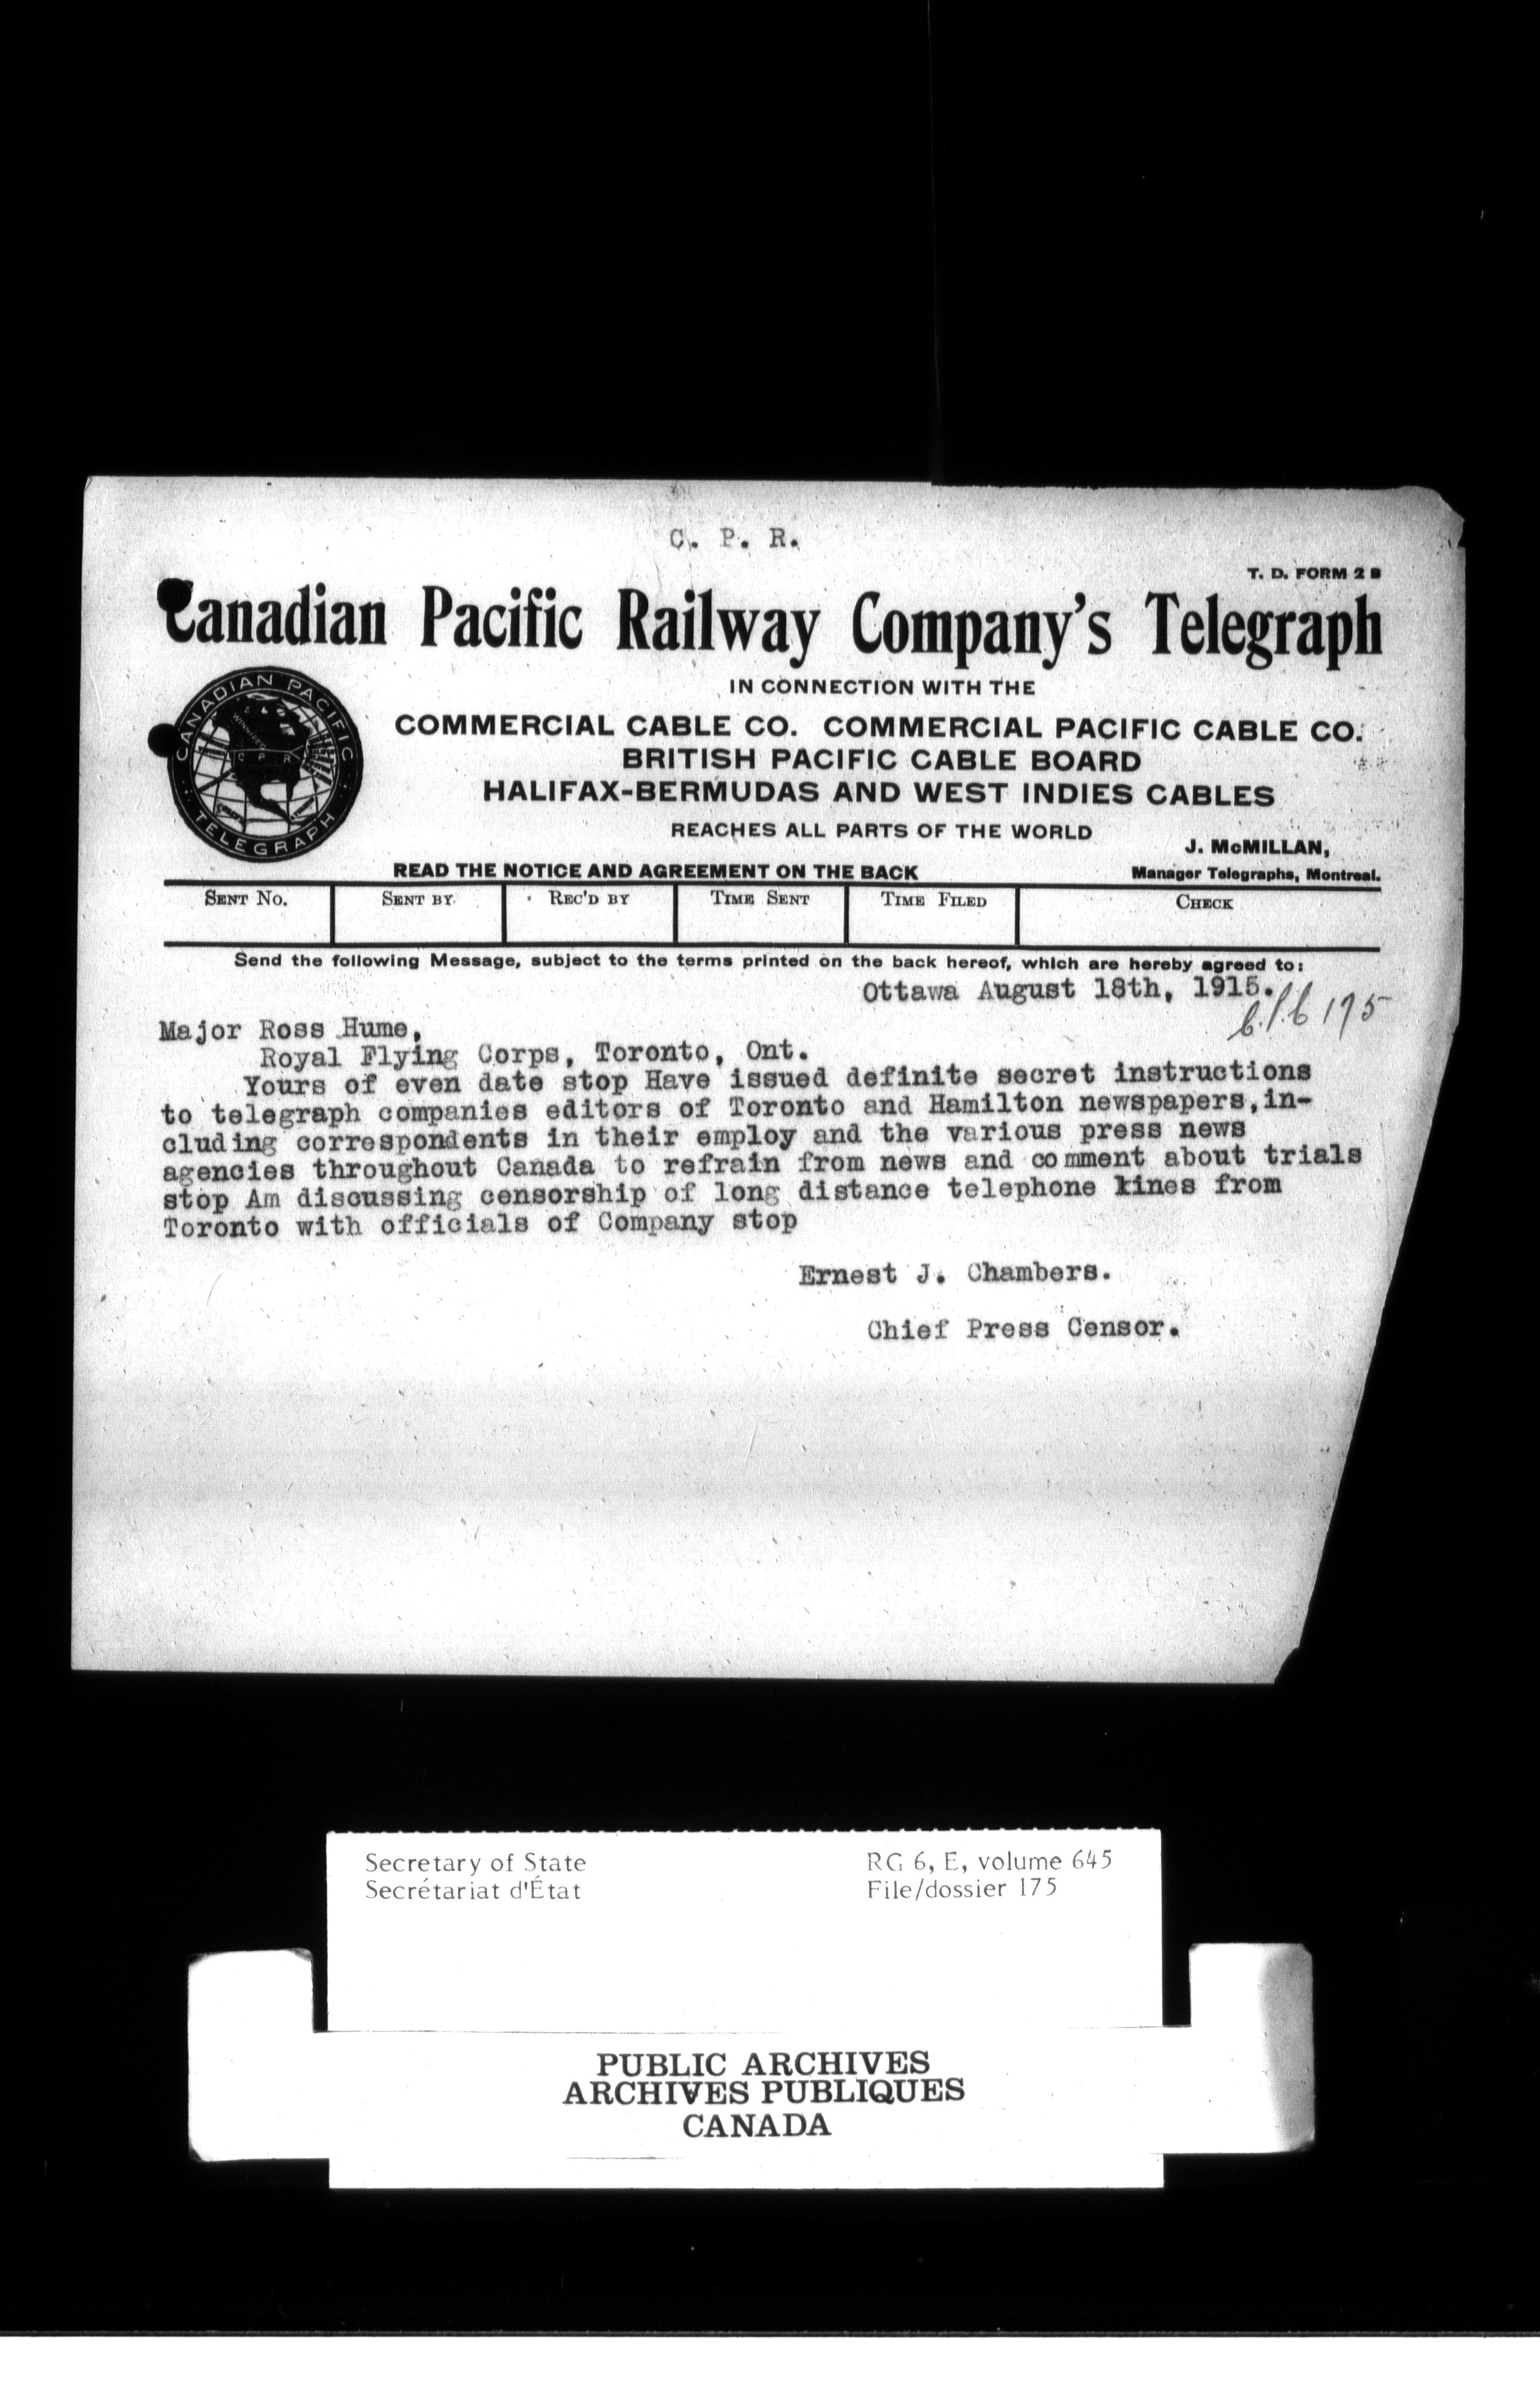 C. P. R.
T. D. FORM 2 B
Canadian Pacific Railway Company's Telegraph
IN CONNECTION WITH THE
COMMERCIAL CABLE CO. COMMERCIAL PACIFIC CABLE CO.
BRITISH PACIFIC CABLE BOARD
HALIFAX-BERMUDAS AND WEST INDIES CABLES
REACHES ALL PARTS OF THE WORLD
CANADIAN PACIFIC
WINNIPEG
C P R
TELEGRAPH
J. McMILLAN,
READ THE NOTICE AND AGREEMENT ON THE BACK
Manager Telegraphs, Montreal.
SENT NO. SENT BY REC'D BY TIME SENT TIME FILED CHECK
Send the following Message, subject to the terms printed on the back hereof, which are hereby agreed to:
Ottawa August 18th, 1915.
175
Major Ross Hume,
Royal Flying Corps, Toronto, Ont.
Yours of even date stop Have issued definite secret instructions
to telegraph companies editors of Toronto and Hamilton newspapers,in-
cluding correspondents in their employ and the various press news
agencies throughout Canada to refrain from news and comment about trials
stop Am discussing censorship of long distance telephone kines from
Toronto with officials of Company stop
Ernest J. Chambers.
Chief Press Censor.
Secretary of State
Secrétariat d'État
RG 6, E, volume 645
File/dossier 175
PUBLIC ARCHIVES
ARCHIVES PUBLIQUES
CANADA